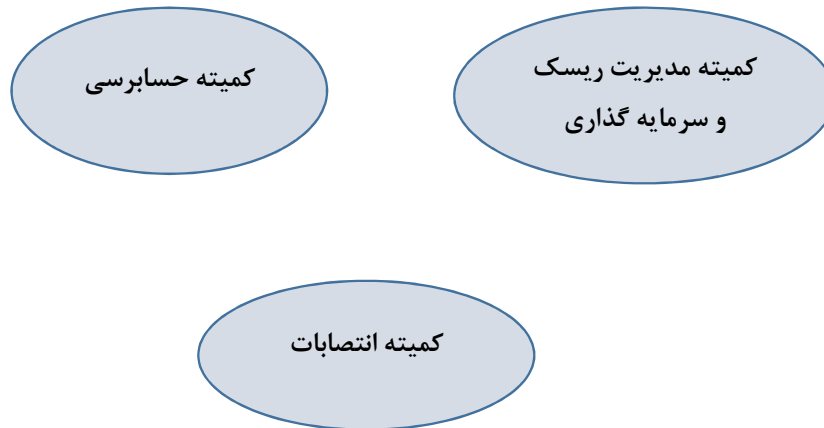 کمیته مدیریت ریسک
و سرمایه گذاری
کمیته حسابرسی
کمیته انتصابات